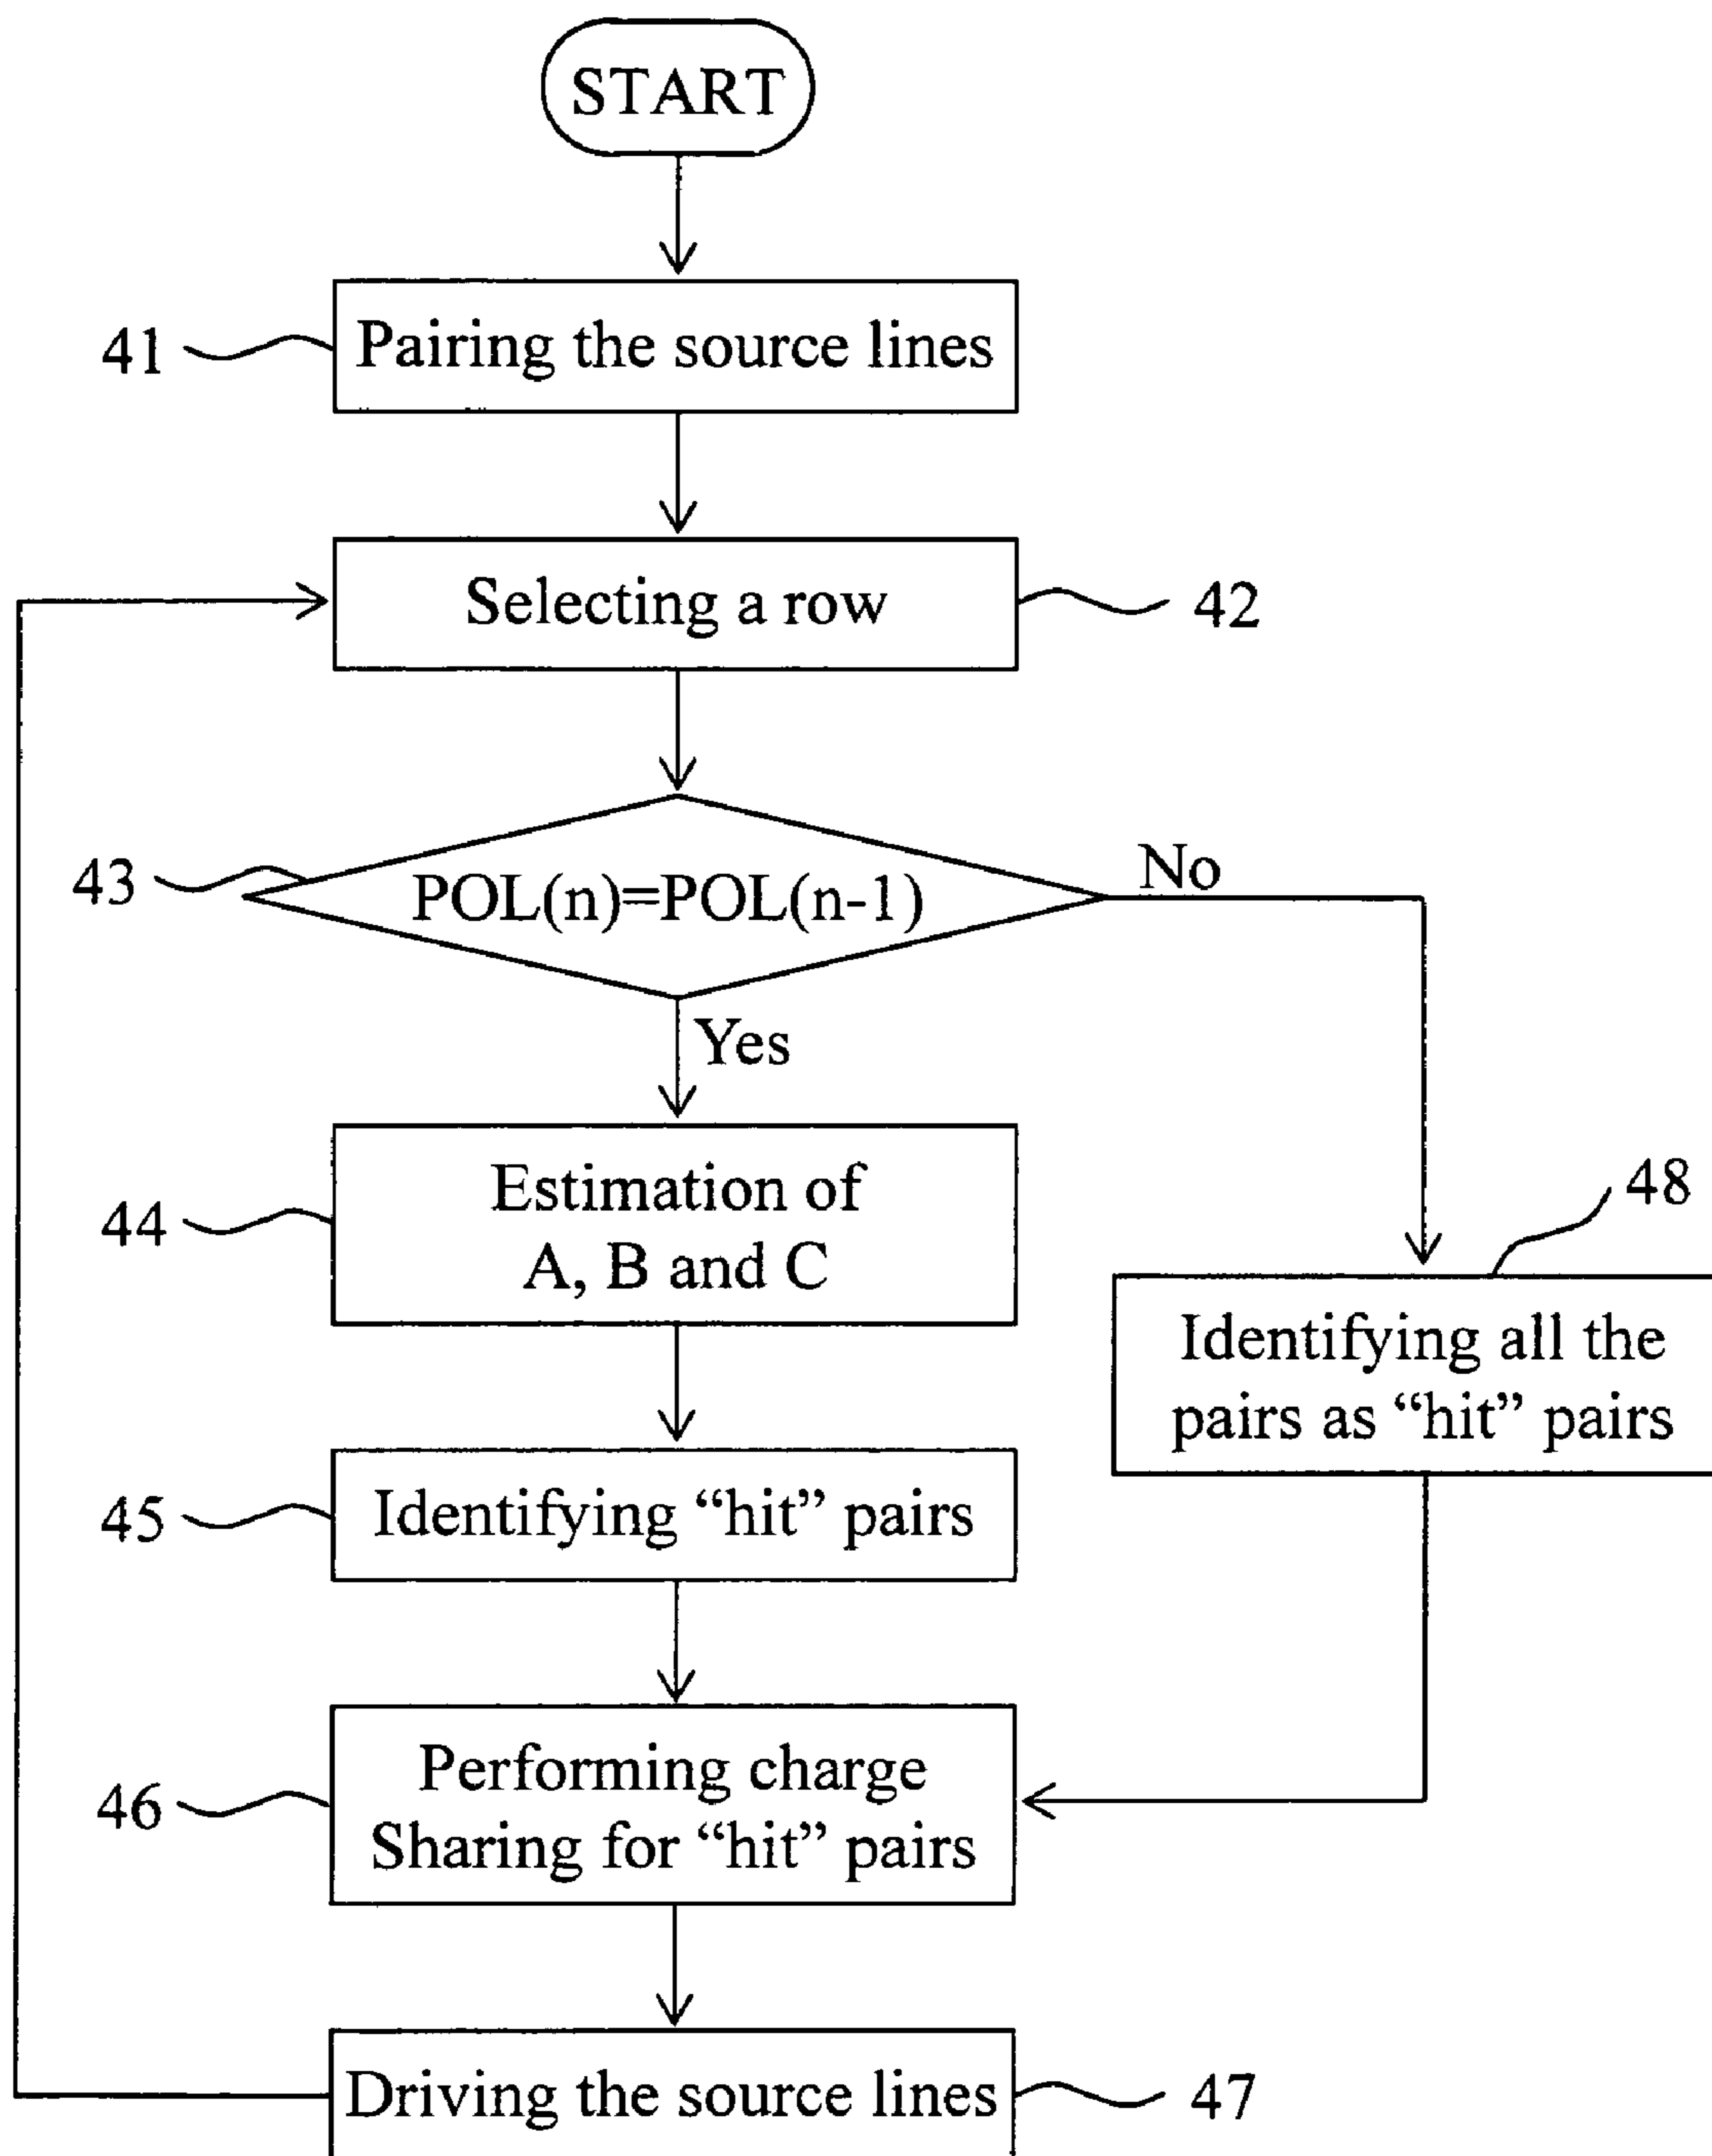 START
41
Pairing the source lines
Selecting a row
42
43
POL(n)=POL(n-1)
No
Yes
44
Estimation of
A, B and C
48
Identifying all the
pairs as “hit” pairs
45
Identifying “hit” pairs
46
Performing charge
Sharing for “hit” pairs
Driving the source lines
47